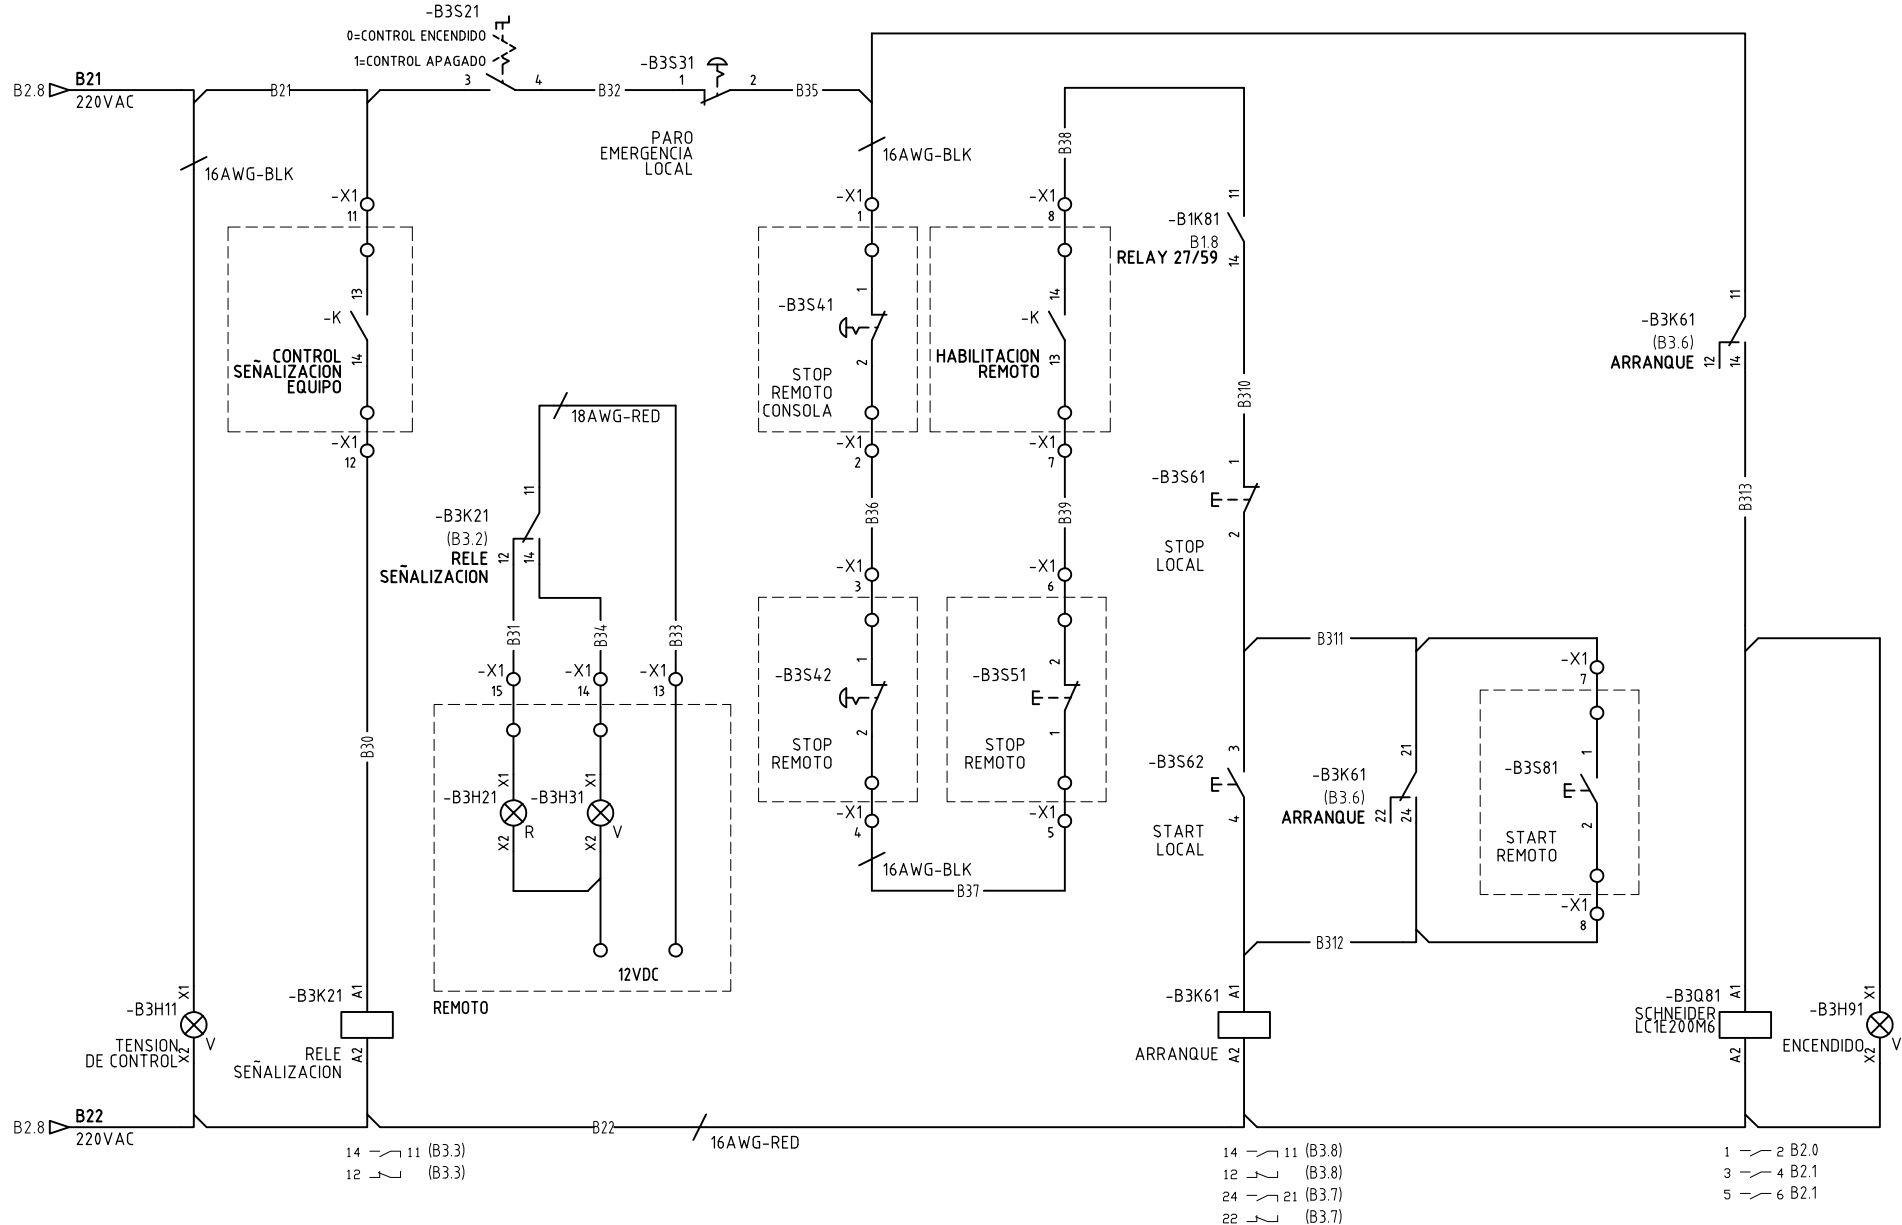 -B3S21
0=CONTROL ENCENDIDO
1=CONTROL APAGADO
3
4
B2.8
B21
220VAC
B21
B32
-B3S31
1
2
B35
PARO
EMERGENCIA
LOCAL
16AWG-BLK
16AWG-BLK
B38
-X1
11
-X1
1
-X1
8
11
-B1K81
B1.8
RELAY 27/59
14
13
-K
14
CONTROL
SEÑALIZACION
EQUIPO
-X1
12
1
-B3S41
2
STOP
REMOTO
CONSOLA
-X1
2
14
-K
13
HABILITACION
REMOTO
-X1
7
11
-B3K61
(B3.6)
ARRANQUE
12
14
B310
18AWG-RED
11
-B3K21
(B3.2)
RELE
SEÑALIZACION
12
14
B36
B39
1
-B3S61
2
STOP
LOCAL
B313
-X1
3
-X1
6
B31
B34
B33
-X1
15
-X1
14
-X1
13
1
-B3S42
2
STOP
REMOTO
-X1
4
2
-B3S51
1
STOP
REMOTO
-X1
5
B311
-X1
7
B30
X1
-B3H21
X2
R
X1
-B3H31
X2
V
3
-B3S62
4
START
LOCAL
21
-B3K61
(B3.6)
ARRANQUE
22
24
1
-B3S81
2
START
REMOTO
-X1
8
16AWG-BLK
B37
B312
12VDC
REMOTO
X1
-B3H11
V
X2
TENSION
DE CONTROL
A1
-B3K21
A2
RELE
SEÑALIZACION
A1
-B3K61
A2
ARRANQUE
A1
-B3Q81
SCHNEIDER
LC1E200M6
A2
X1
-B3H91
V
X2
ENCENDIDO
B2.8
B22
220VAC
B22
16AWG-RED
14 11 (B3.3)
12 (B3.3)
14 11 (B3.8)
12 (B3.8)
24 21 (B3.7)
22 (B3.7)
1 2 B2.0
3 4 B2.1
5 6 B2.1